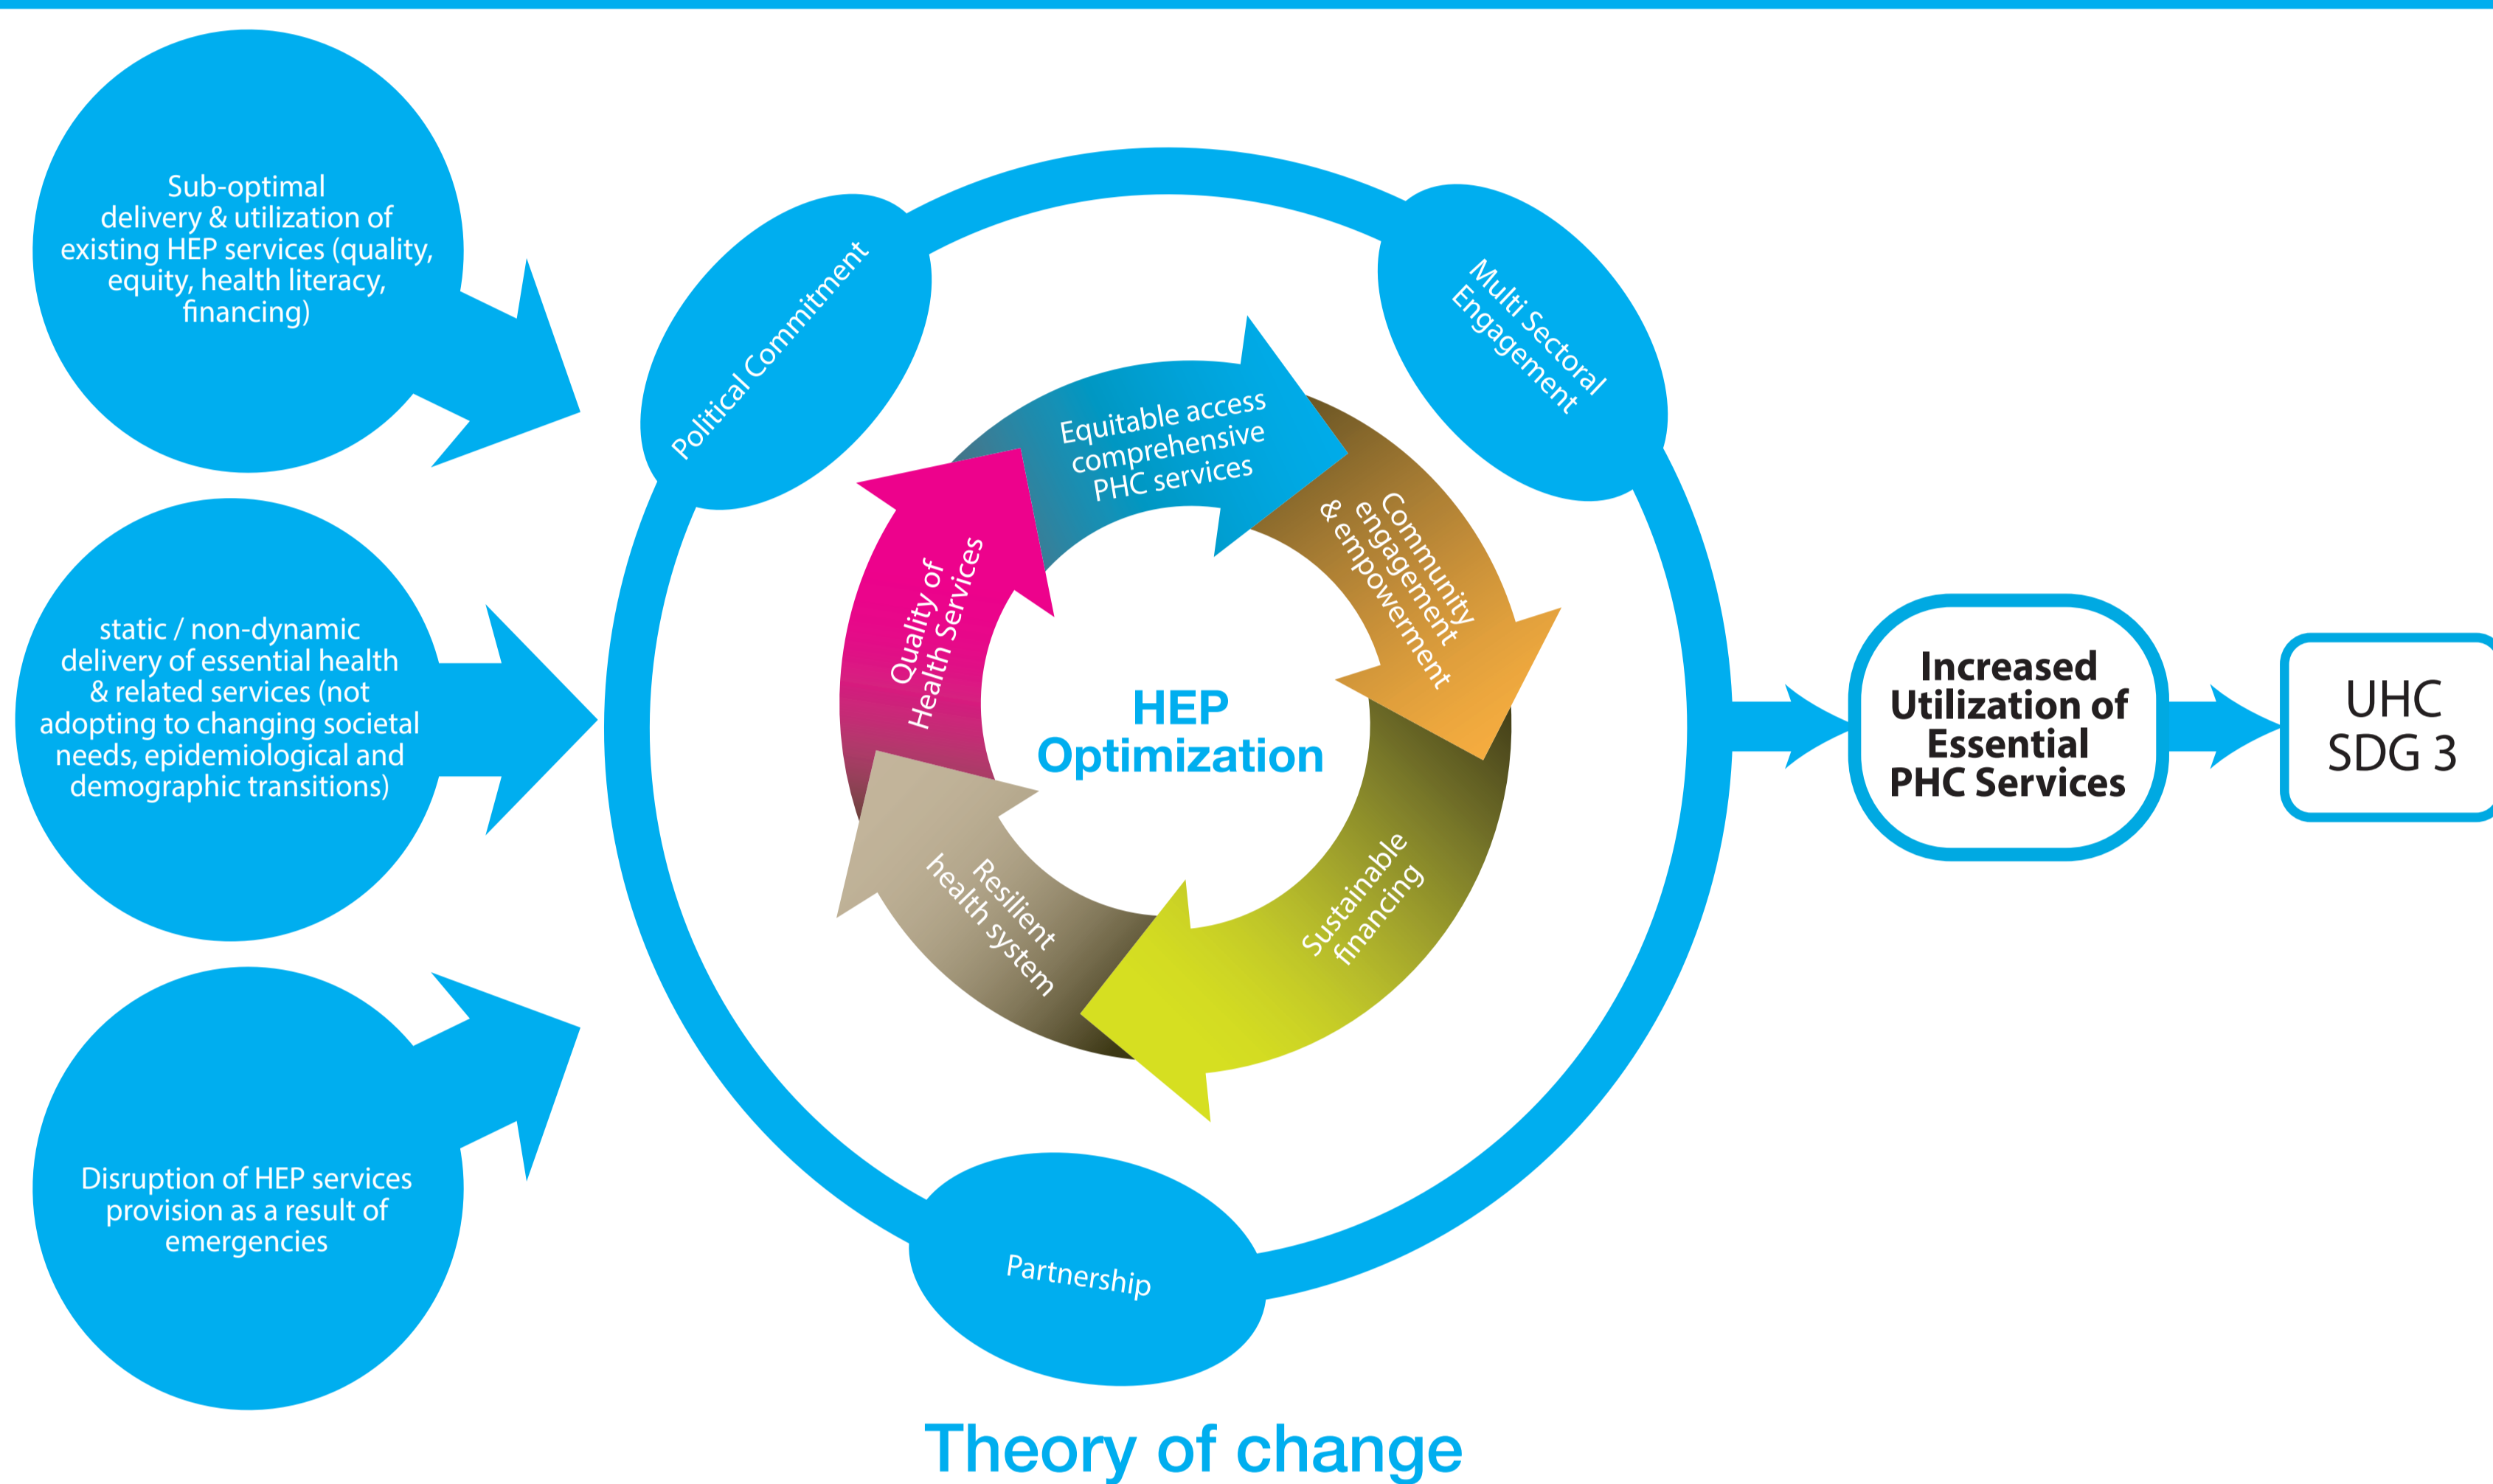 Sub-optimal
delivery & utilization of
existing HEP services (quality,
equity, health literacy,
financing)
static / non-dynamic
delivery of essential health
& related services (not
adopting to changing societal
needs, epidemiological and
demographic transitions)
Disruption of HEP services
provision as a result of
emergencies
Political Commitment
Multi Sectoral
Engagement
Partnership
Equitable access
comprehensive
PHC services
Community
engagement
& empowerment
Sustainable
financing
Resilient
health system
Quality of
Health Services
HEP
Optimization
Increased
Utilization of
Essential
PHC Services
UHC
SDG 3
Theory of change